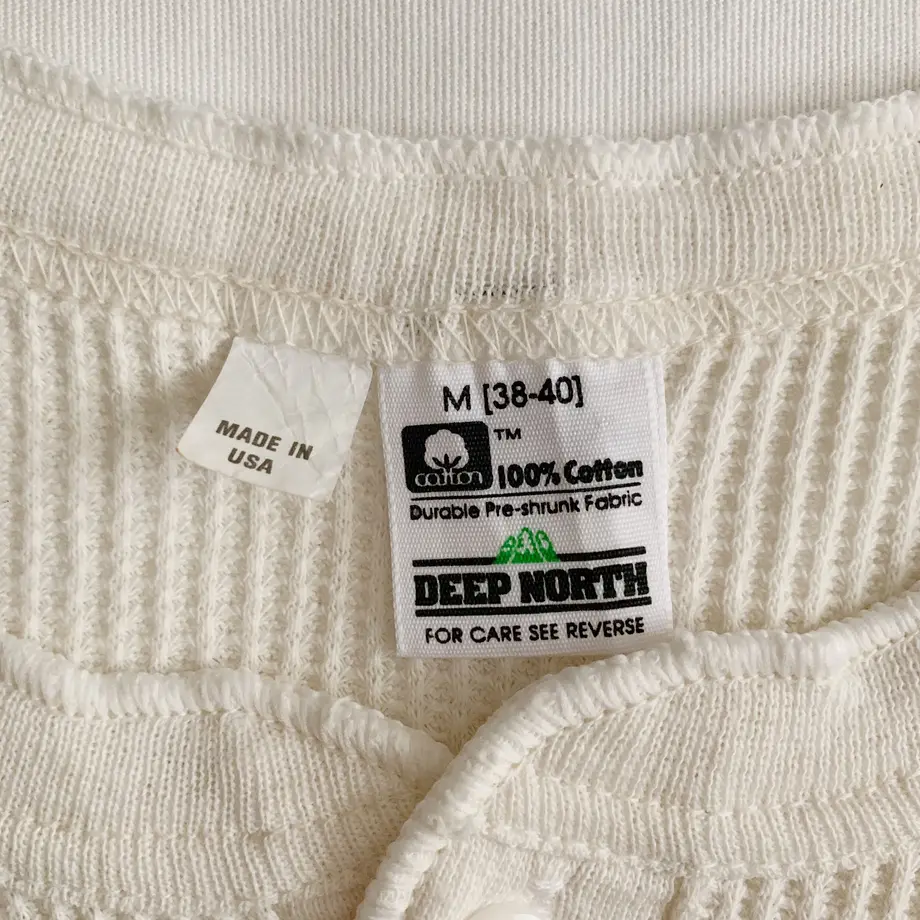 MADE IN
USA
M [38-40]
COTTON
TM
100% Cotton
Durable Pre-shrunk Fabric
DEEP NORTH
FOR CARE SEE REVERSE